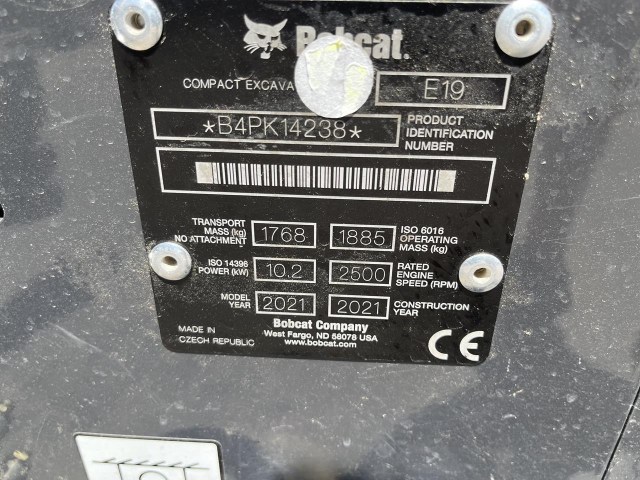 Bobcat.
COMPACT EXCAVA E19
*B4PK14238* PRODUCT IDENTIFICATION NUMBER
TRANSPORT MASS (kg) NO ATTACHMENT 1768 1885 ISO 6016 OPERATING MASS (kg)
ISO 14396 POWER (kW) 10.2 2500 RATED ENGINE SPEED (RPM)
MODEL YEAR 2021 2021 CONSTRUCTION YEAR
Bobcat Company
West Fargo, ND 58078 USA
www.bobcat.com
MADE IN
CZECH REPUBLIC
CE